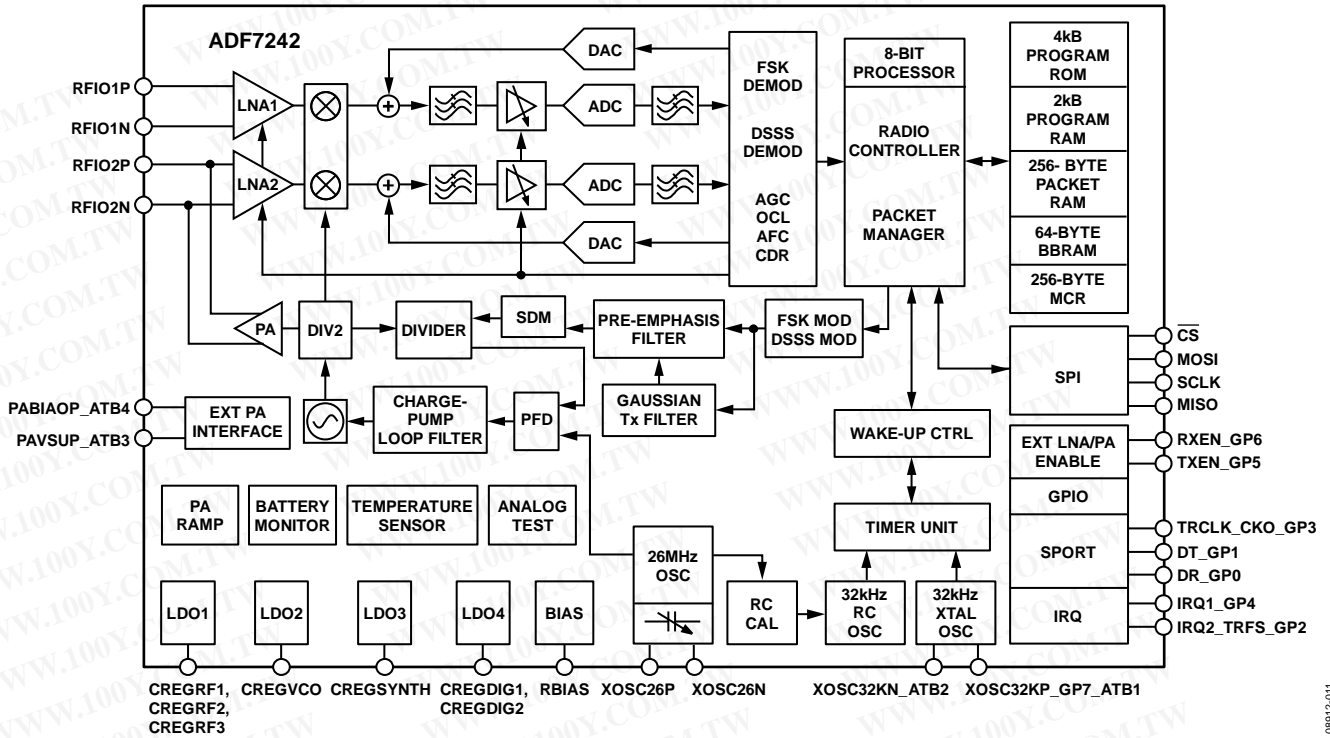 ADF7242
RFIO1P
RFIO1N
RFIO2P
RFIO2N
LNA1
LNA2
DAC
ADC
ADC
DAC
FSK
DEMOD
DSSS
DEMOD
AGC
OCL
AFC
CDR
8-BIT
PROCESSOR
RADIO
CONTROLLER
PACKET
MANAGER
4kB
PROGRAM
ROM
2kB
PROGRAM
RAM
256- BYTE
PACKET
RAM
64-BYTE
BBRAM
256-BYTE
MCR
PA
DIV2
DIVIDER
SDM
PRE-EMPHASIS
FILTER
FSK MOD
DSSS MOD
GAUSSIAN
Tx FILTER
PABIAOP_ATB4
PAVSUP_ATB3
EXT PA
INTERFACE
CHARGE-
PUMP
LOOP FILTER
PFD
WAKE-UP CTRL
TIMER UNIT
SPI
CS
MOSI
SCLK
MISO
EXT LNA/PA
ENABLE
GPIO
SPORT
IRQ
RXEN_GP6
TXEN_GP5
TRCLK_CKO_GP3
DT_GP1
DR_GP0
IRQ1_GP4
IRQ2_TRFS_GP2
PA
RAMP
BATTERY
MONITOR
TEMPERATURE
SENSOR
ANALOG
TEST
26MHz
OSC
RC
CAL
32kHz
RC
OSC
32kHz
XTAL
OSC
LDO1
LDO2
LDO3
LDO4
BIAS
CREGRF1,
CREGRF2,
CREGRF3
CREGVCO
CREGSYNTH
CREGDIG1,
CREGDIG2
RBIAS
XOSC26P
XOSC26N
XOSC32KN_ATB2
XOSC32KP_GP7_ATB1
08912-011
WWW.100Y.COM.TW